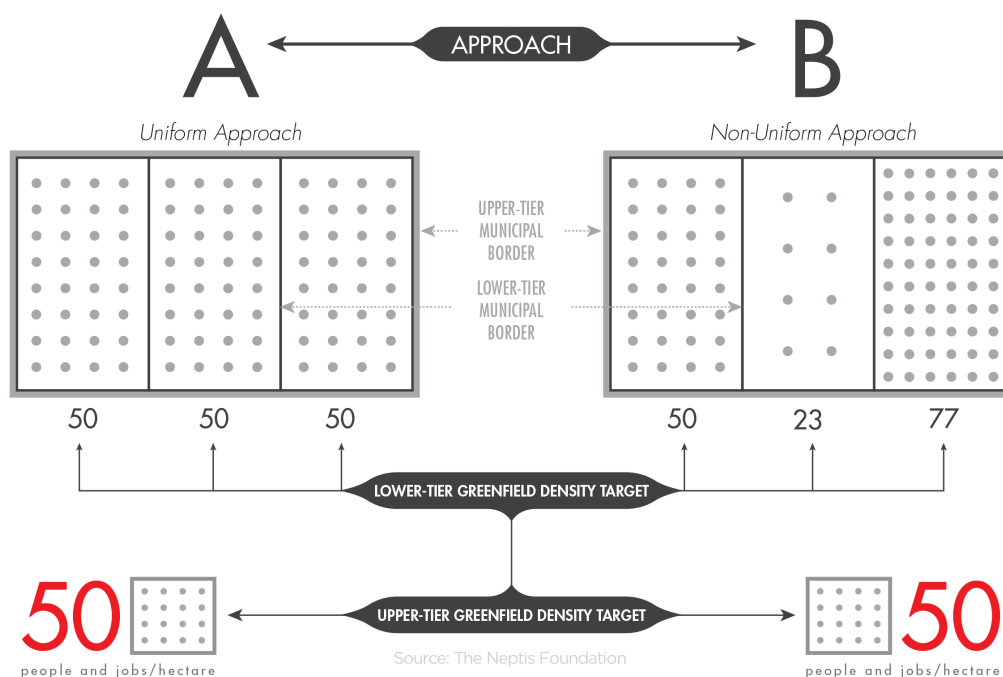 A
APPROACH
B
Uniform Approach
Non-Uniform Approach
UPPER-TIER
MUNICIPAL
BORDER
LOWER-TIER
MUNICIPAL
BORDER
50 50 50
50 23 77
LOWER-TIER GREENFIELD DENSITY TARGET
50
UPPER-TIER GREENFIELD DENSITY TARGET
50
people and jobs/hectare
Source: The Neptis Foundation
people and jobs/hectare